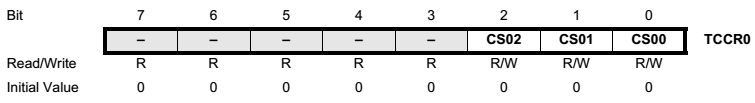 Bit 7 6 5 4 3 2 1 0
– – – – – CS02 CS01 CS00 TCCR0
Read/Write R R R R R R/W R/W R/W
Initial Value 0 0 0 0 0 0 0 0